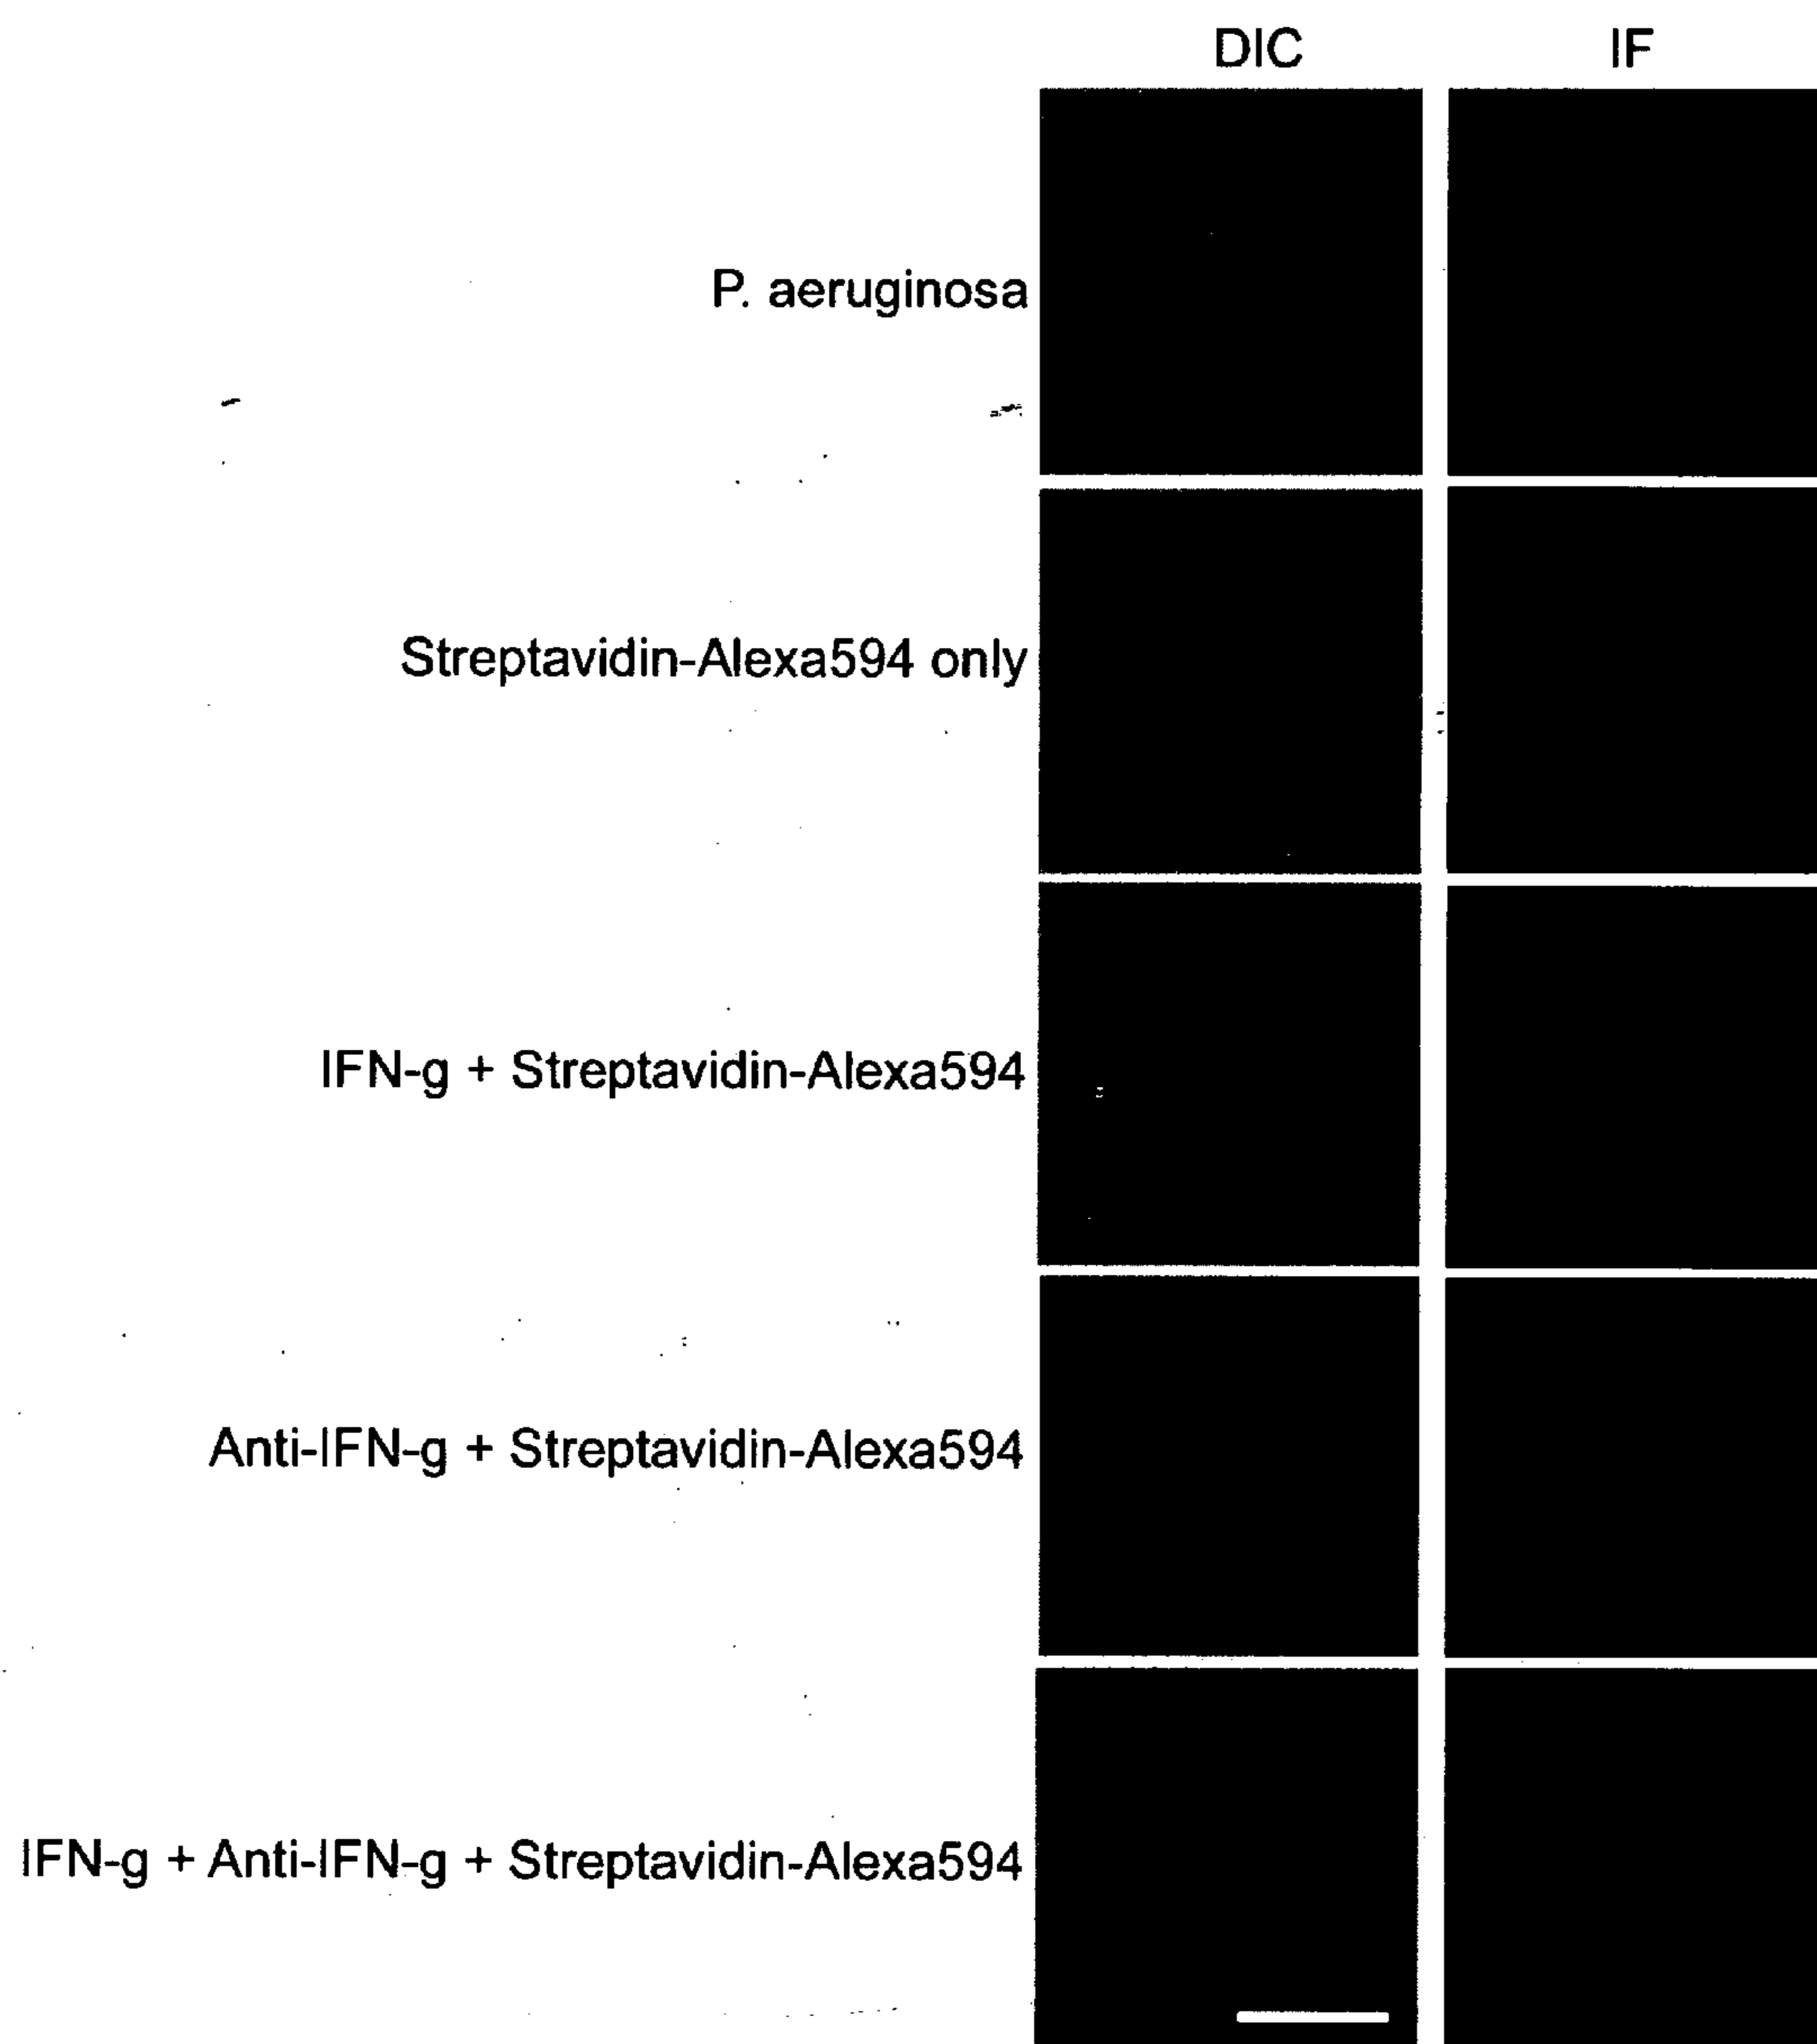 DIC IF
P. aeruginosa
Streptavidin-Alexa594 only
IFN-g + Streptavidin-Alexa594
Anti-IFN-g + Streptavidin-Alexa594
IFN-g + Anti-IFN-g + Streptavidin-Alexa594